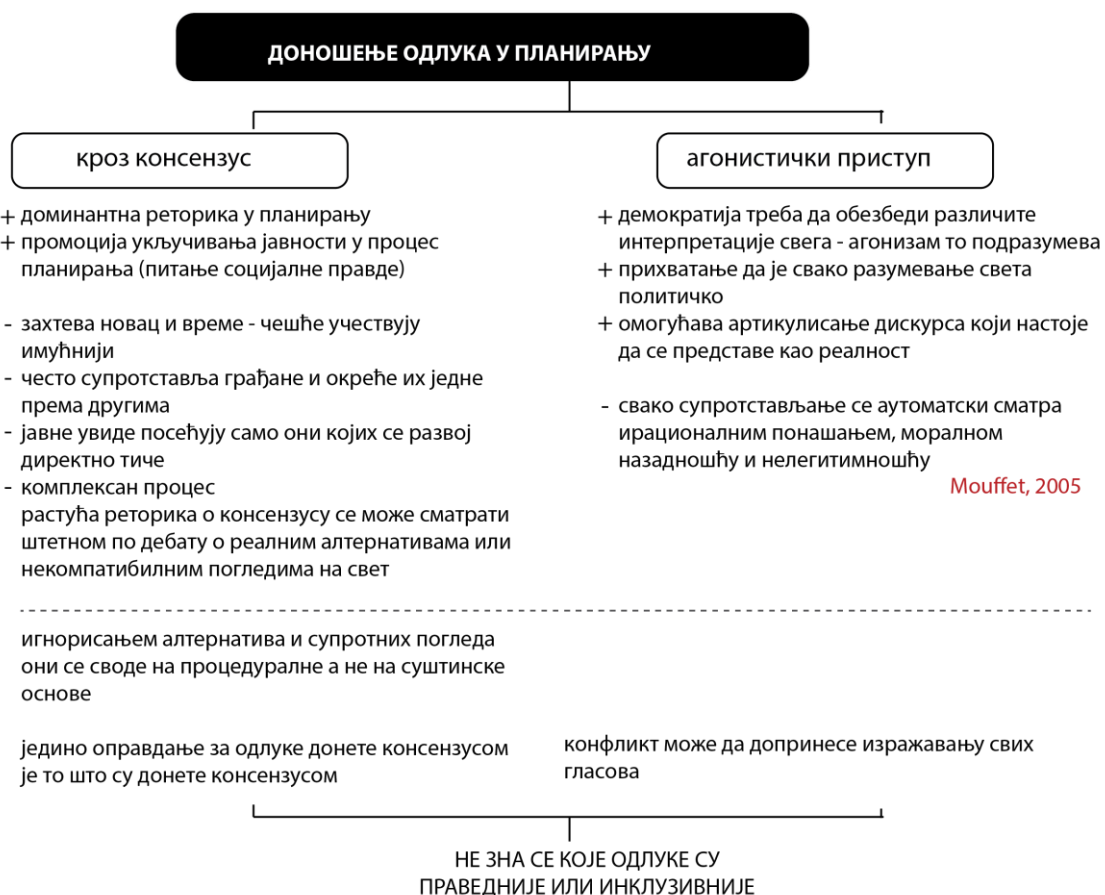 ДОНОШЕЊЕ ОДЛУКА У ПЛАНИРАЊУ
кроз консензус
+ доминантна реторика у планирању
+ промоција укључивања јавности у процес
планирања (питање социјалне правде)
- захтева новац и време - чешће учествују
имућнији
- често супротставља грађане и окреће их једне
према другима
- јавне увиде посећују само они којих се развој
директно тиче
- комплексан процес
растућа реторика о консензусу се може сматрати
штетном по дебату о реалним алтернативама или
некомпатибилним погледима на свет
агонистички приступ
+ демократија треба да обезбеди различите
интерпретације свега - агонизам то подразумева
+ прихватање да је свако разумевање света
политичко
+ омогућава артикулисање дискурса који настоје
да се представе као реалност
- свако супротстављање се аутоматски сматра
ирационалним понашањем, моралном
назадношћу и нелегитимношћу
Mouffet, 2005
игнорисањем алтернатива и супротних погледа
они се своде на процедуралне а не на суштинске
основе
једино оправдање за одлуке донете консензусом
је то што су донете консензусом
конфликт може да допринесе изражавању свих
гласова
НЕ ЗНА СЕ КОЈЕ ОДЛУКЕ СУ
ПРАВЕДНИЈЕ ИЛИ ИНКЛУЗИВНИЈЕ